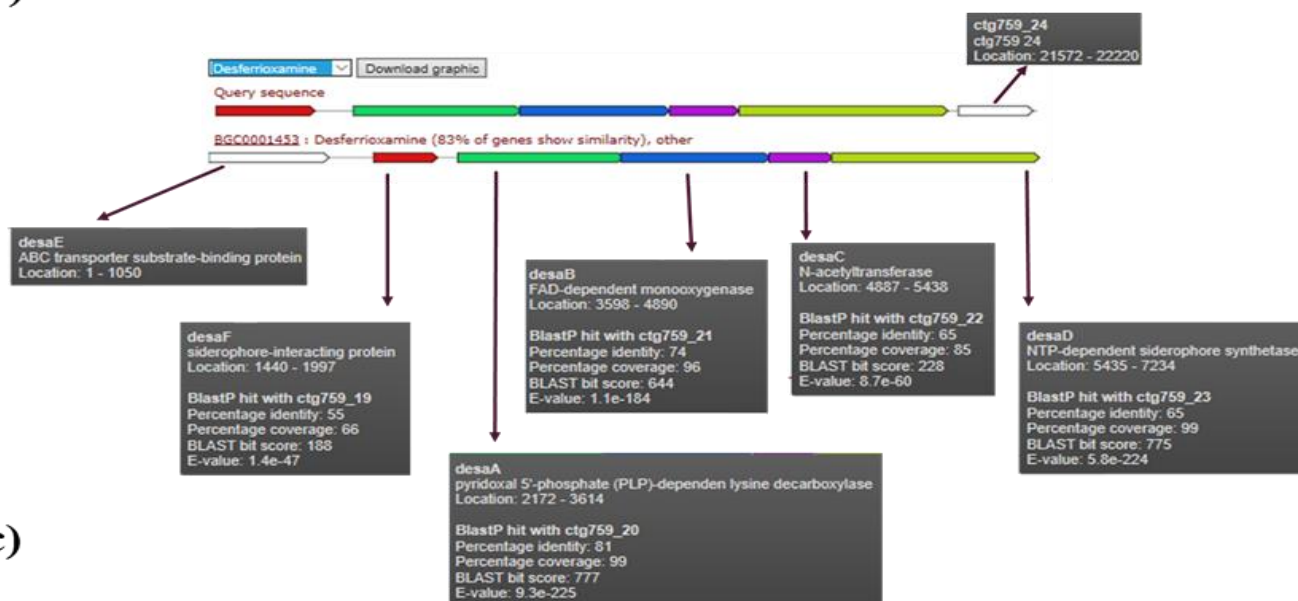 ctg759_24
ctg759 24
Location: 21572 - 22220
Desferrioxamine
Download graphic
Query sequence
BGC0001453 : Desferrioxamine (83% of genes show similarity), other
desaE
ABC transporter substrate-binding protein
Location: 1 - 1050
desaF
siderophore-interacting protein
Location: 1440 - 1997
BlastP hit with ctg759_19
Percentage identity: 55
Percentage coverage: 66
BLAST bit score: 188
E-value: 1.4e-47
desaA
pyridoxal 5'-phosphate (PLP)-dependen lysine decarboxylase
Location: 2172 - 3614
BlastP hit with ctg759_20
Percentage identity: 81
Percentage coverage: 99
BLAST bit score: 777
E-value: 9.3e-225
desaB
FAD-dependent monooxygenase
Location: 3598 - 4890
BlastP hit with ctg759_21
Percentage identity: 74
Percentage coverage: 96
BLAST bit score: 644
E-value: 1.1e-184
desaC
N-acetyltransferase
Location: 4887 - 5438
BlastP hit with ctg759_22
Percentage identity: 65
Percentage coverage: 85
BLAST bit score: 228
E-value: 8.7e-60
desaD
NTP-dependent siderophore synthetase
Location: 5435 - 7234
BlastP hit with ctg759_23
Percentage identity: 65
Percentage coverage: 99
BLAST bit score: 775
E-value: 5.8e-224